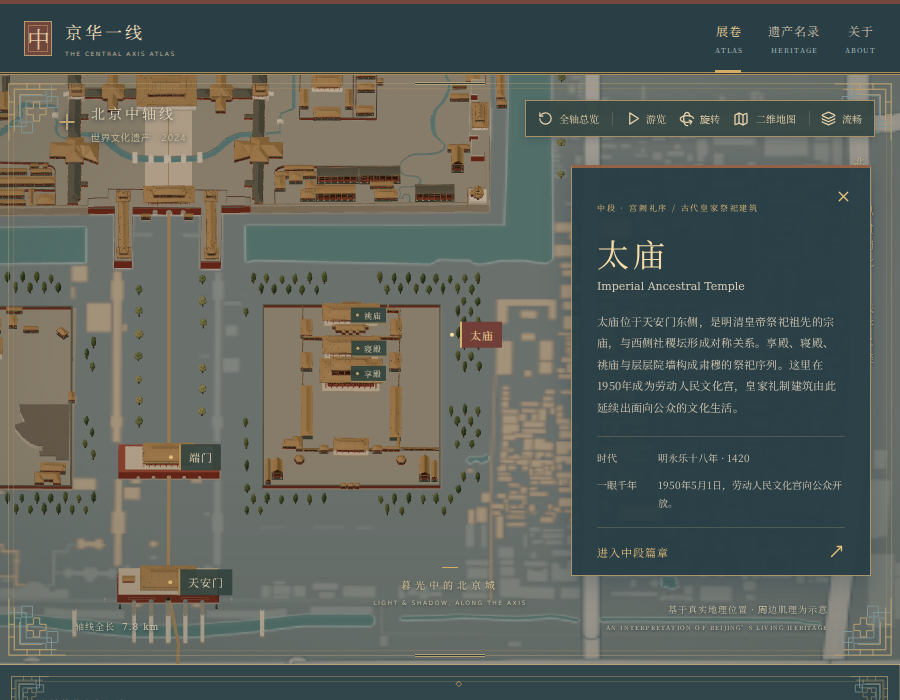 中
京华一线
THE CENTRAL AXIS ATLAS
展卷
ATLAS
遗产名录
HERITAGE
关于
ABOUT
北京中轴线
世界文化遗产 · 2024
全轴总览
游览
旋转
二维地图
流畅
中段 · 宫阙礼序 / 古代皇家祭祀建筑
太庙
Imperial Ancestral Temple
太庙位于天安门东侧，是明清皇帝祭祀祖先的宗
庙，与西侧社稷坛形成对称关系。享殿、寝殿、
祧庙与层层院墙构成肃穆的祭祀序列。这里在
1950年成为劳动人民文化宫，皇家礼制建筑由此
延续出面向公众的文化生活。
时代
明永乐十八年 · 1420
一眼千年
1950年5月1日，劳动人民文化宫向公众开
放。
进入中段篇章
祧庙
寝殿
享殿
太庙
端门
天安门
暮光中的北京城
LIGHT & SHADOW, ALONG THE AXIS
轴线全长 7.8 km
基于真实地理位置 · 周边肌理为示意
AN INTERPRETATION OF BEIJING'S LIVING HERITAGE